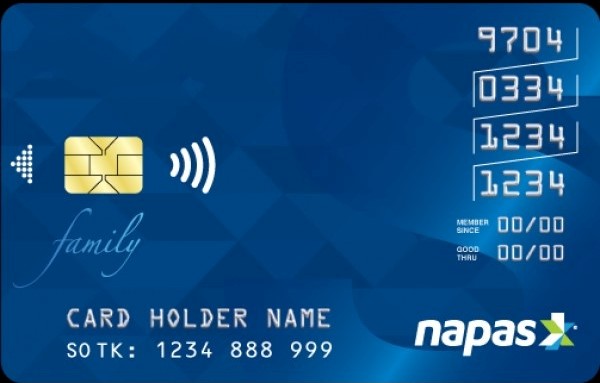 9704
0334
1234
1234
MEMBER SINCE 00/00
GOOD THRU 00/00
family
CARD HOLDER NAME
SO TK: 1234 888 999
napas